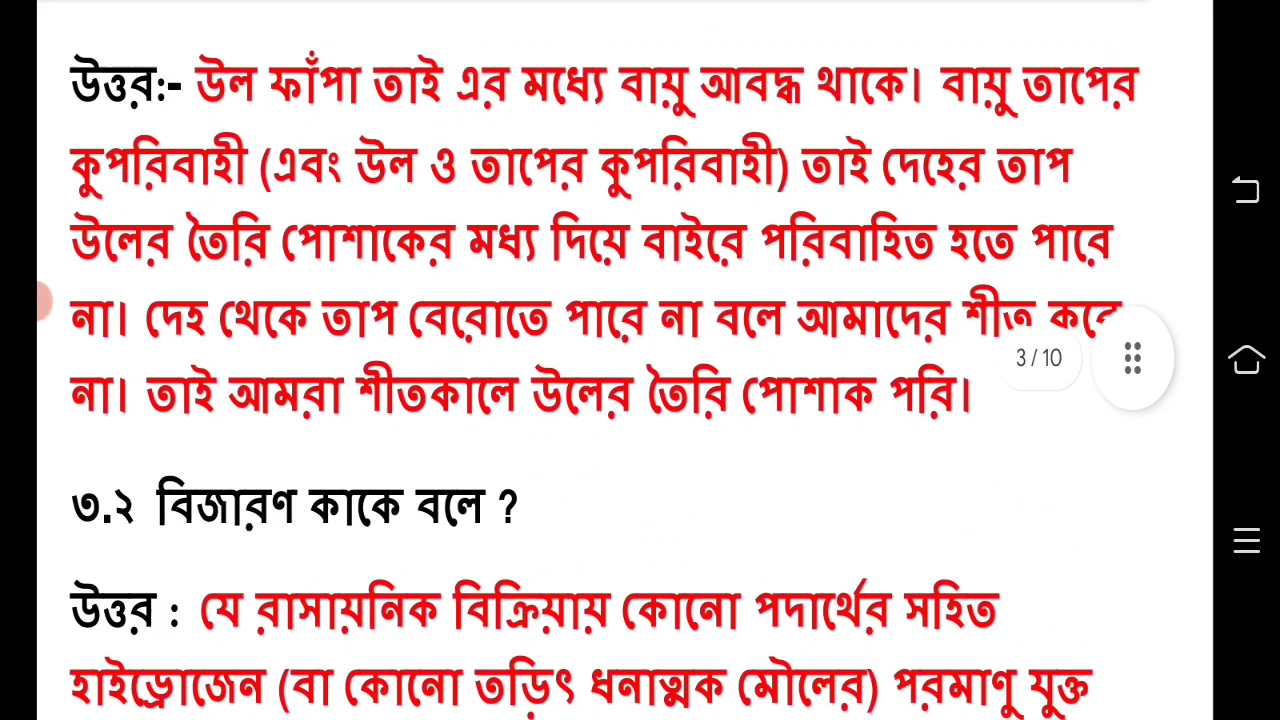 উত্তর:- উল ফাঁপা তাই এর মধ্যে বায়ু আবদ্ধ থাকে। বায়ু তাপের
কুপরিবাহী (এবং উল ও তাপের কুপরিবাহী) তাই দেহের তাপ
উলের তৈরি পোশাকের মধ্য দিয়ে বাইরে পরিবাহিত হতে পারে
না। দেহ থেকে তাপ বেরোতে পারে না বলে আমাদের শীত করে
3 / 10
না। তাই আমরা শীতকালে উলের তৈরি পোশাক পরি।
৩.২ বিজারণ কাকে বলে ?
উত্তর : যে রাসায়নিক বিক্রিয়ায় কোনো পদার্থের সহিত
হাইড্রোজেন (বা কোনো তড়িৎ ধনাত্মক মৌলের) পরমাণু যুক্ত